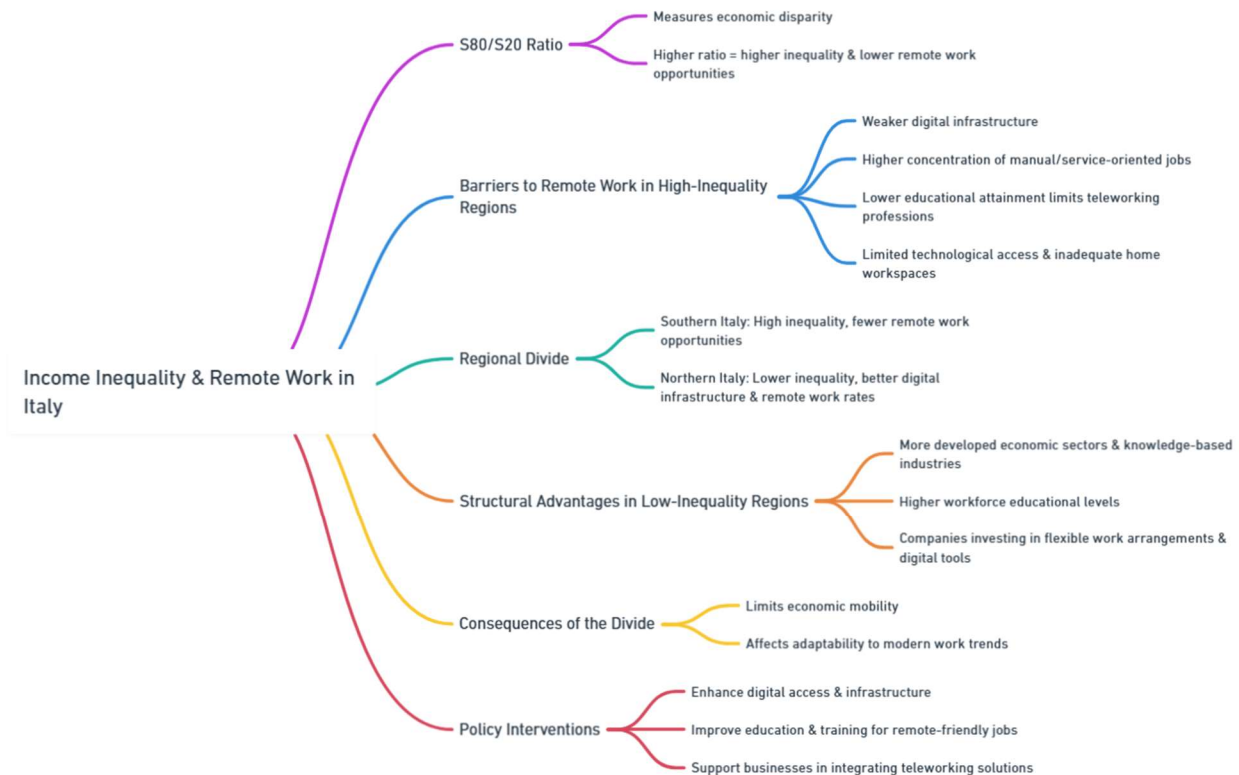 Income Inequality & Remote Work in
Italy
S80/S20 Ratio
Measures economic disparity
Higher ratio = higher inequality & lower remote work
opportunities
Barriers to Remote Work in High-Inequality
Regions
Weaker digital infrastructure
Higher concentration of manual/service-oriented jobs
Lower educational attainment limits teleworking
professions
Limited technological access & inadequate home
workspaces
Regional Divide
Southern Italy: High inequality, fewer remote work
opportunities
Northern Italy: Lower inequality, better digital
infrastructure & remote work rates
Structural Advantages in Low-Inequality Regions
More developed economic sectors & knowledge-based
industries
Higher workforce educational levels
Companies investing in flexible work arrangements &
digital tools
Consequences of the Divide
Limits economic mobility
Affects adaptability to modern work trends
Policy Interventions
Enhance digital access & infrastructure
Improve education & training for remote-friendly jobs
Support businesses in integrating teleworking solutions